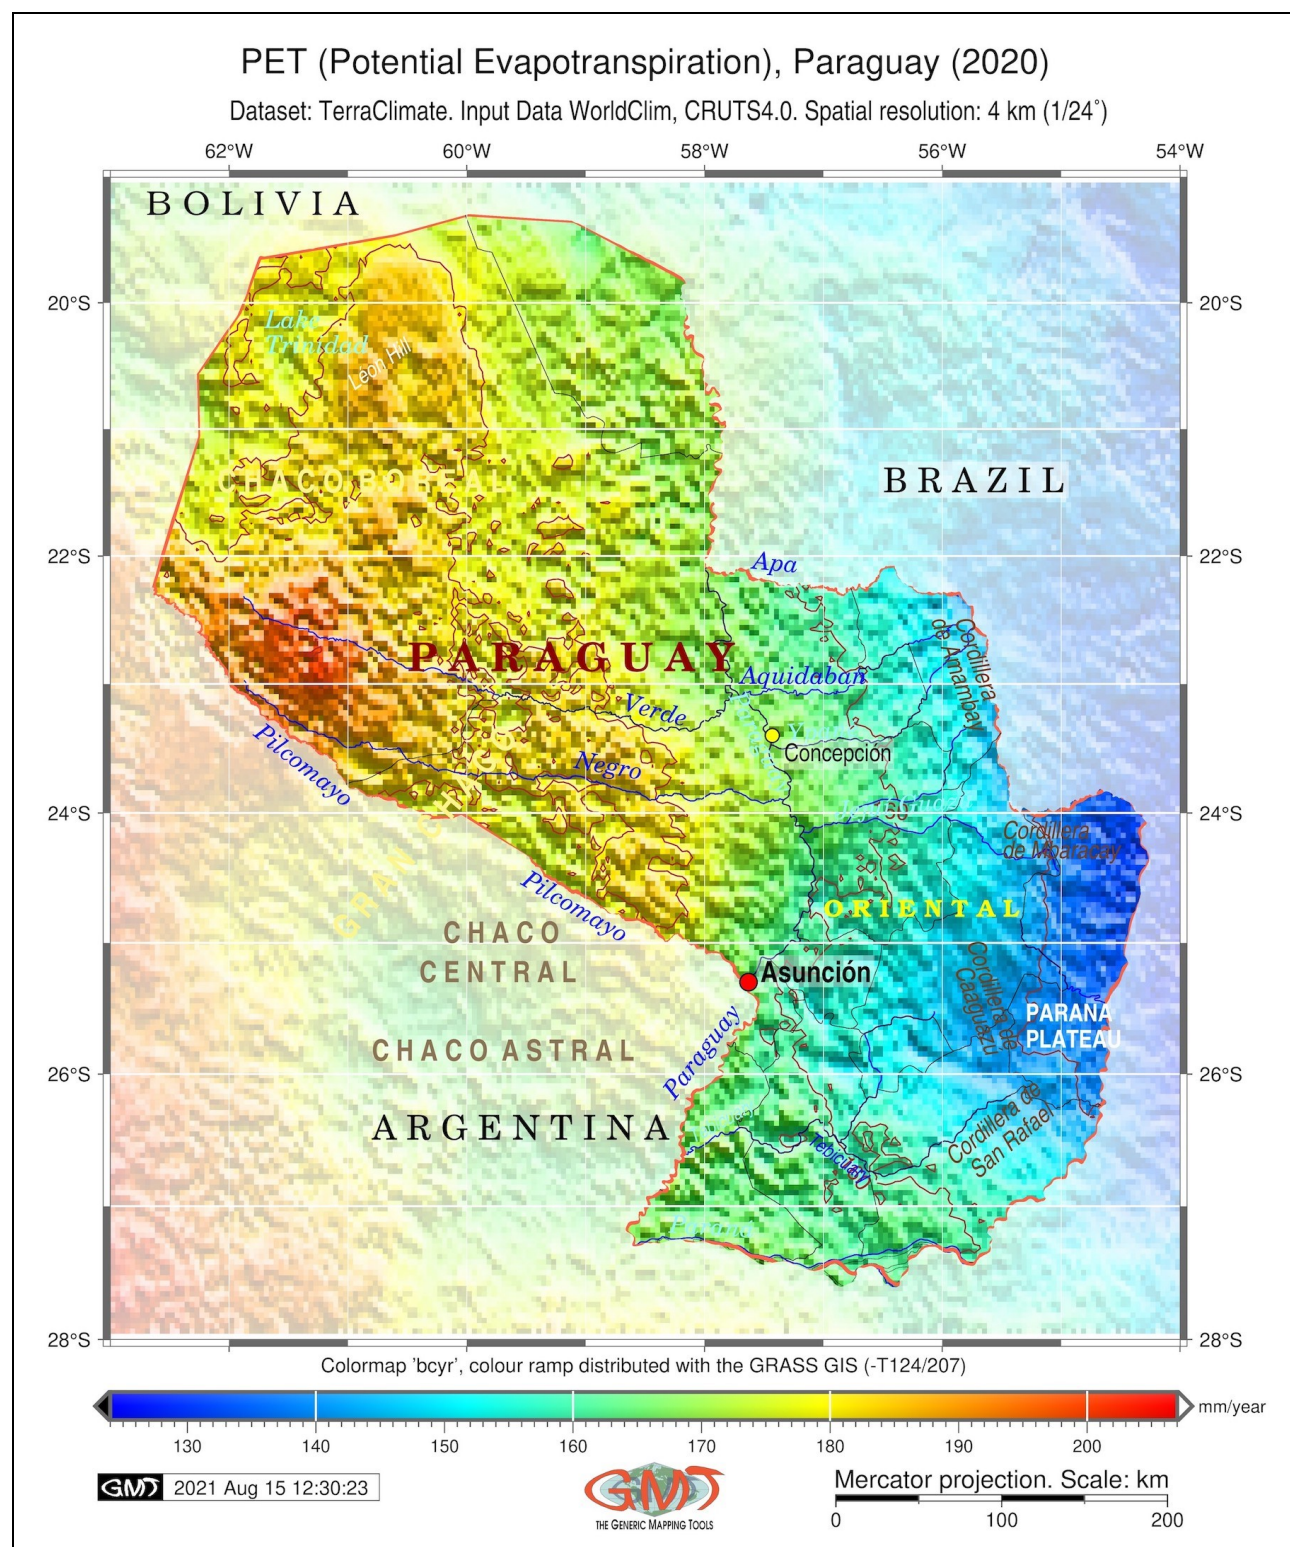 PET (Potential Evapotranspiration), Paraguay (2020)
Dataset: TerraClimate. Input Data WorldClim, CRUTS4.0. Spatial resolution: 4 km (1/24°)
62°W 60°W 58°W 56°W 54°W
BOLIVIA
20°S 20°S
Lake
Trinidad
Leon Hill
CHACO BOREAL
BRAZIL
22°S 22°S
Apa
Cordillera
de Amambay
PARAGUAY
Aquidaban
Verde
Concepción
Pilcomayo
Negro
GRAN CHACO
24°S 24°S
Cordillera
de Mbaracay
Pilcomayo
ORIENTAL
CHACO
CENTRAL
Asunción
Cordillera de
Caaguazu
PARANA
PLATEAU
CHACO ASTRAL
Paraguay
26°S 26°S
ARGENTINA
Cordillera de
San Rafael
Tebicuary
Parana
28°S 28°S
Colormap 'bcyr', colour ramp distributed with the GRASS GIS (-T124/207)
mm/year
130 140 150 160 170 180 190 200
GMT 2021 Aug 15 12:30:23
GMT
THE GENERIC MAPPING TOOLS
Mercator projection. Scale: km
0 100 200